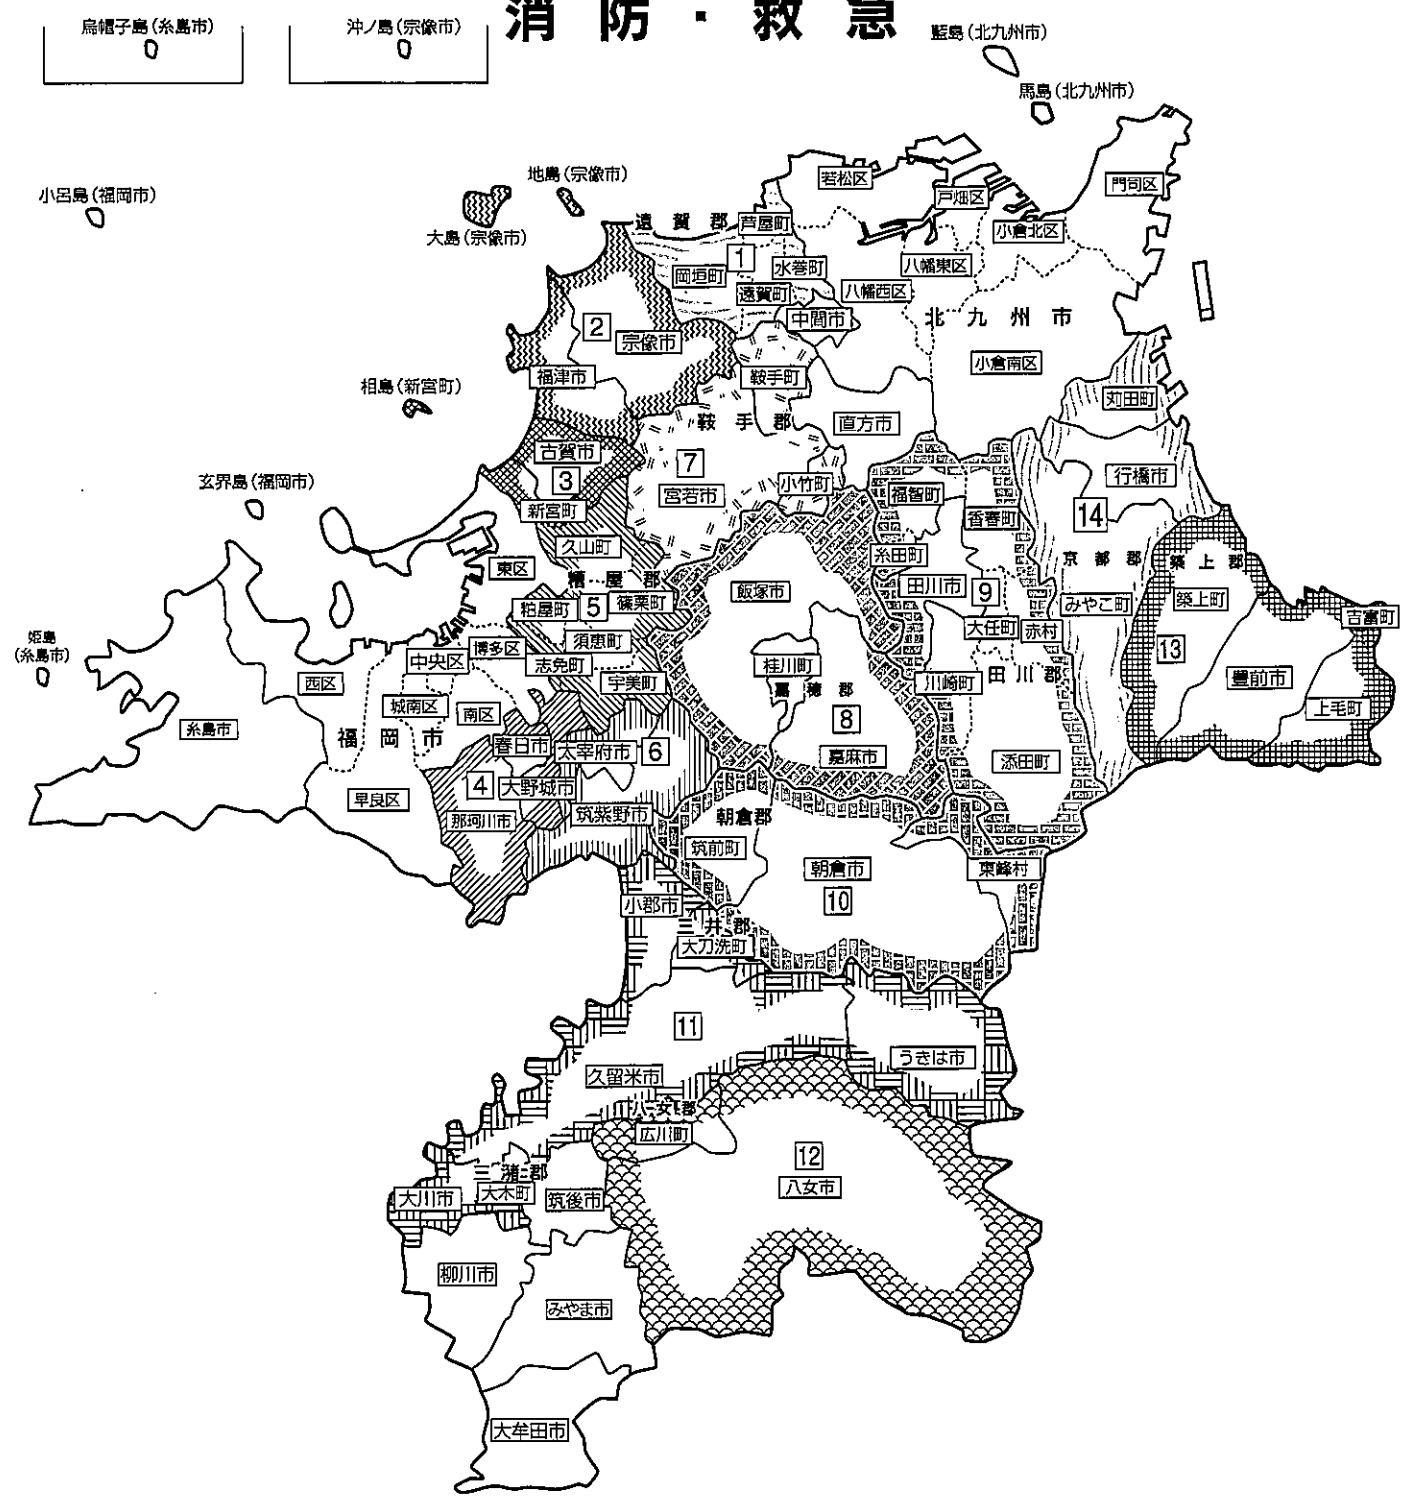 消防・救急
烏帽子島(糸島市)
沖ノ島(宗像市)
藍島(北九州市)
馬島(北九州市)
小呂島(福岡市)
大島(宗像市)
地島(宗像市)
若松区
戸畑区
門司区
小倉北区
遠賀郡
芦屋町
1
岡垣町
水巻町
遠賀町
八幡東区
八幡西区
中間市
北九州市
小倉南区
2
宗像市
福津市
鞍手町
苅田町
相島(新宮町)
鞍手郡
直方市
古賀市
3
新宮町
7
宮若市
小竹町
福智町
香春町
行橋市
14
玄界島(福岡市)
久山町
糸田町
京都郡
築上郡
東区
糟屋郡
飯塚市
田川市
9
みやこ町
築上町
粕屋町
5
篠栗町
大任町
赤村
吉富町
姫島
(糸島市)
博多区
須恵町
中央区
志免町
桂川町
13
西区
宇美町
嘉穂郡
川崎町
田川郡
豊前市
城南区
南区
8
上毛町
糸島市
福岡市
春日市
太宰府市
6
嘉麻市
添田町
4
大野城市
早良区
那珂川市
筑紫野市
朝倉郡
筑前町
朝倉市
東峰村
10
小郡市
三井郡
大刀洗町
11
うきは市
久留米市
八女郡
広川町
12
八女市
三潴郡
大川市
大木町
筑後市
柳川市
みやま市
大牟田市